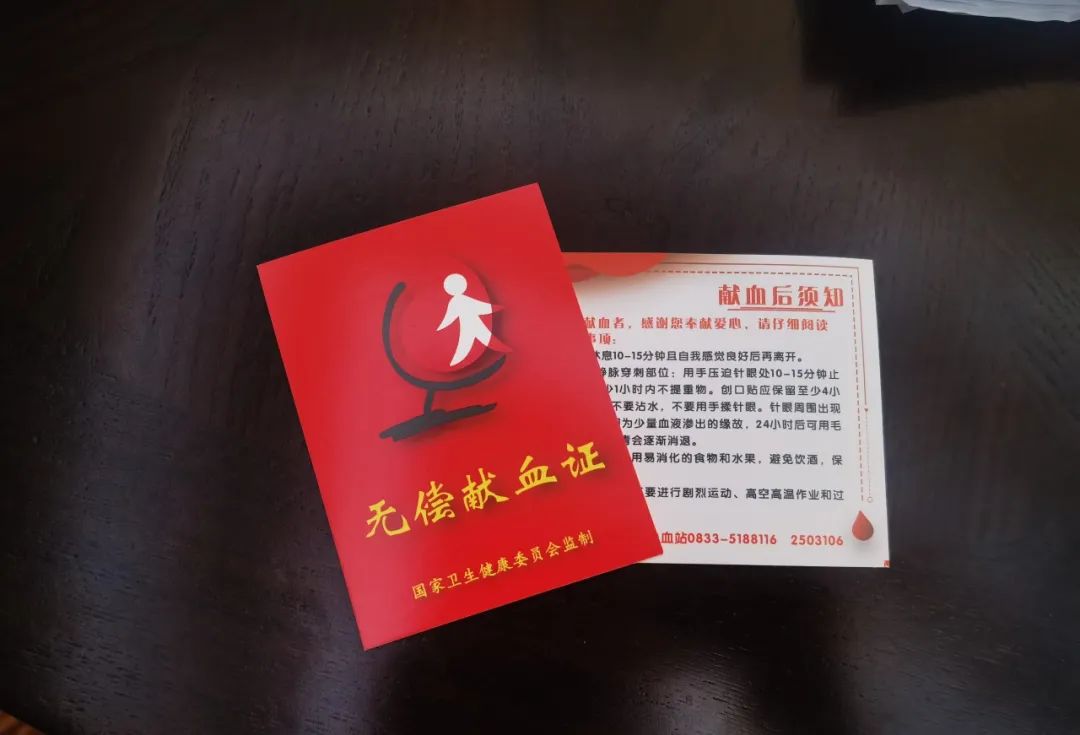 无偿献血证
国家卫生健康委员会监制
献血后须知
献血者，感谢您奉献爱心，请仔细阅读
事项：
休息10-15分钟且自我感觉良好后再离开。
静脉穿刺部位：用手压迫针眼处10-15分钟止
少1小时内不提重物。创口贴应保留至少4小
不要沾水，不要用手揉针眼。针眼周围出现
因为少量血液渗出的缘故，24小时后可用毛
青会逐渐消退。
用易消化的食物和水果，避免饮酒，保
要进行剧烈运动、高空高温作业和过
血站0833-5188116 2503106